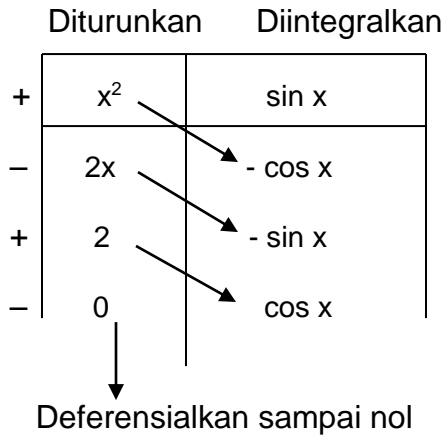 Diturunkan Diintegralkan
+ x² sin x
– 2x - cos x
+ 2 - sin x
– 0 cos x
Deferensialkan sampai nol